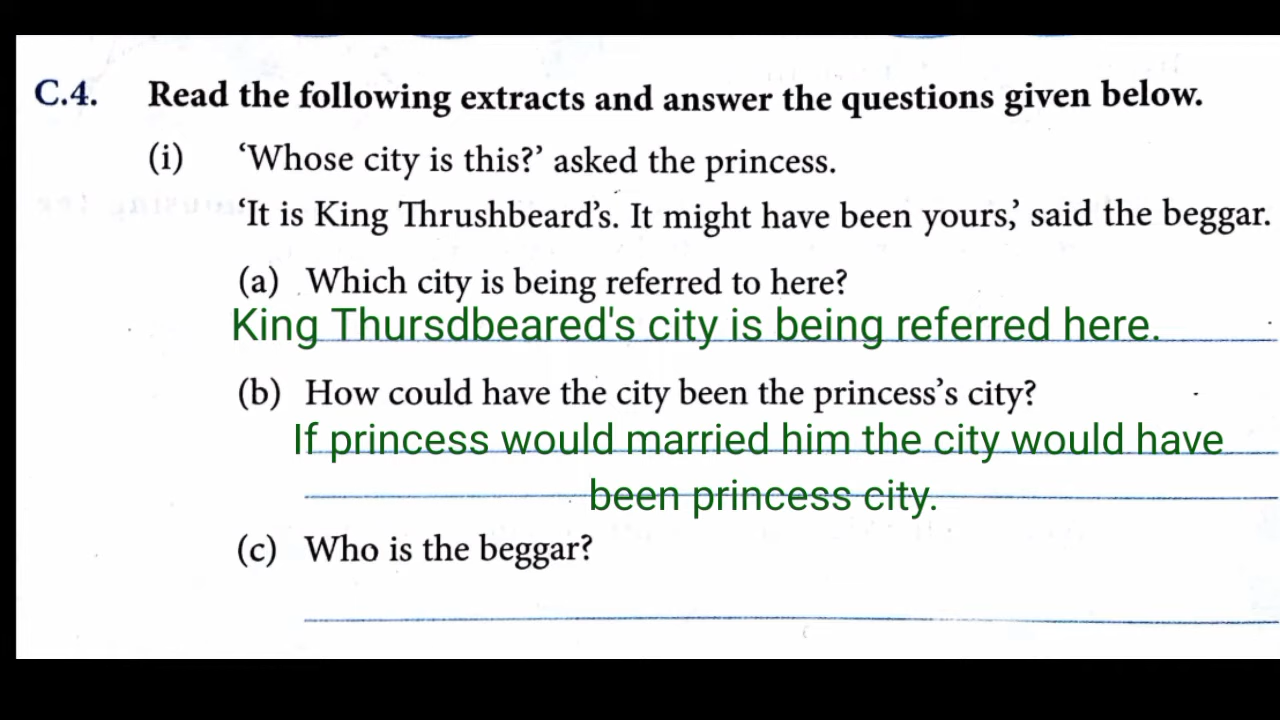 C.4. Read the following extracts and answer the questions given below.
(i) ‘Whose city is this?’ asked the princess.
‘It is King Thrushbeard’s. It might have been yours,’ said the beggar.
(a) Which city is being referred to here?
King Thursdbeared's city is being referred here.
(b) How could have the city been the princess’s city?
If princess would married him the city would have
been princess city.
(c) Who is the beggar?